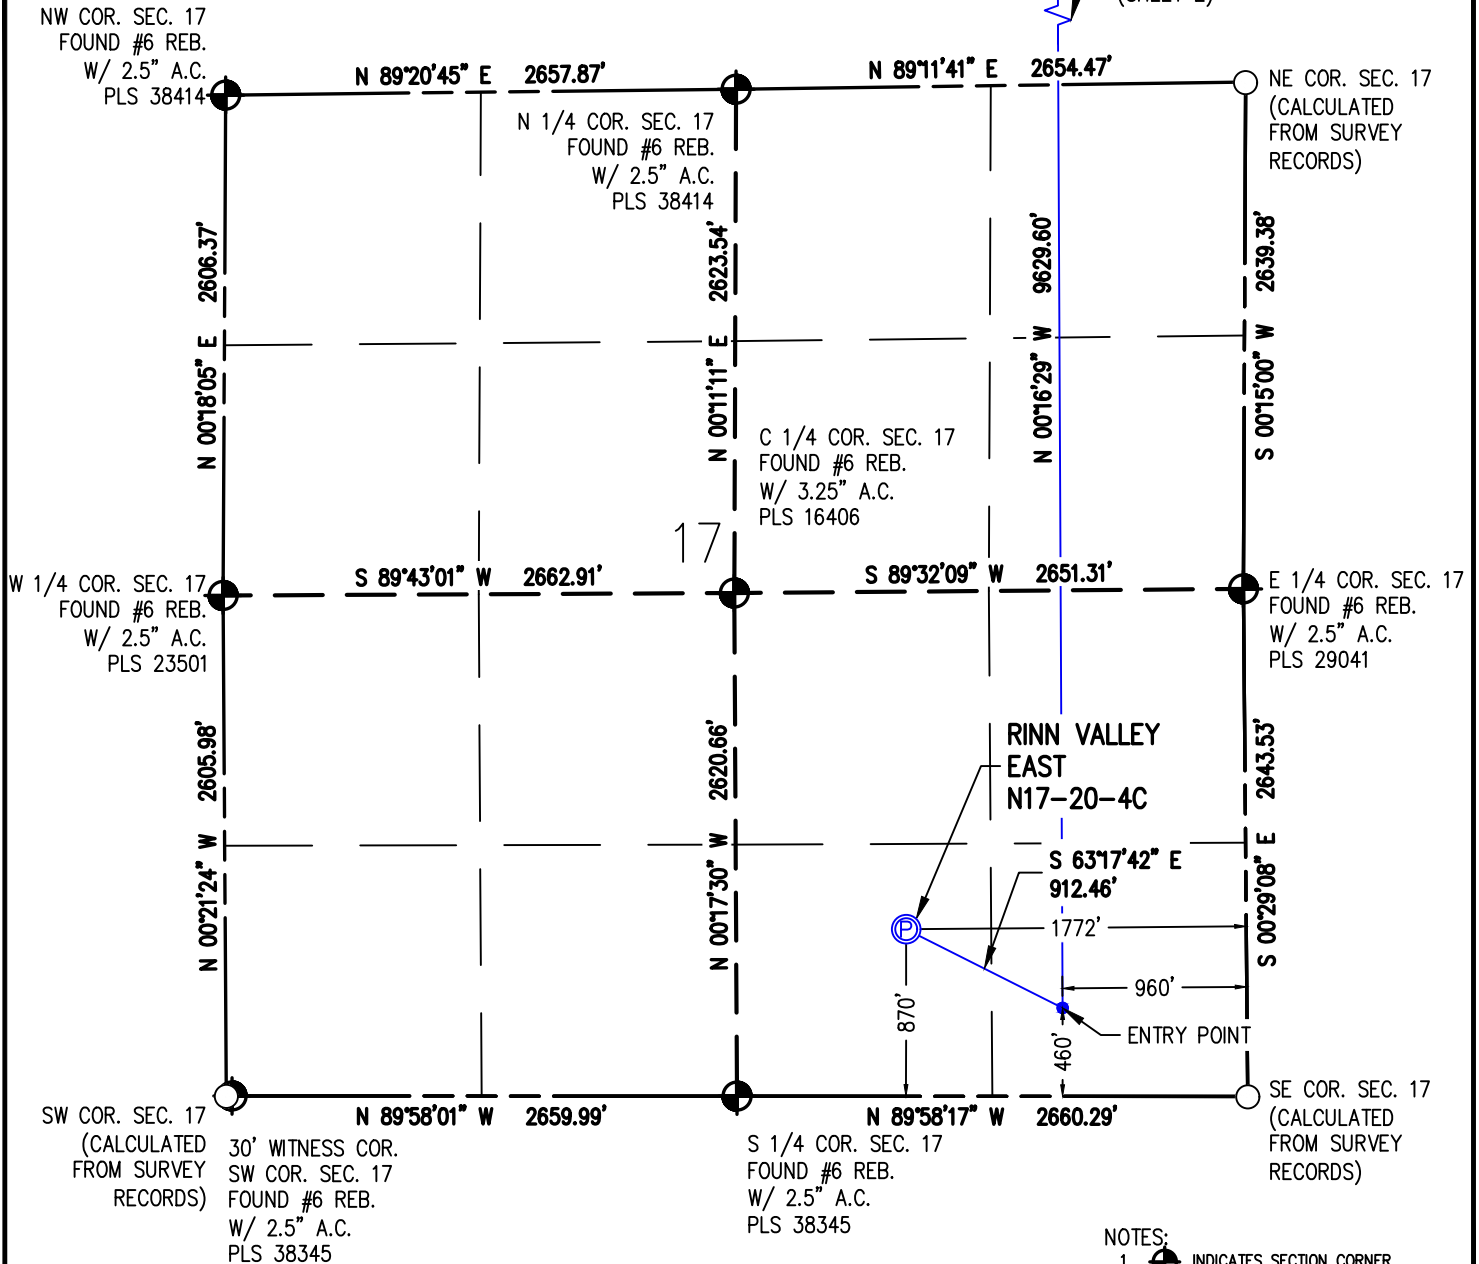 NW COR. SEC. 17
FOUND #6 REB.
W/ 2.5" A.C.
PLS 38414
N 89°20'45" E 2657.87'
N 89°11'41" E 2654.47'
NE COR. SEC. 17
(CALCULATED
FROM SURVEY
RECORDS)
N 1/4 COR. SEC. 17
FOUND #6 REB.
W/ 2.5" A.C.
PLS 38414
N 00°18'05" E 2606.37'
N 00°11'11" E 2623.54'
N 00°16'29" W 9629.60'
S 00°15'00" W 2639.38'
C 1/4 COR. SEC. 17
FOUND #6 REB.
W/ 3.25" A.C.
PLS 16406
17
W 1/4 COR. SEC. 17
FOUND #6 REB.
W/ 2.5" A.C.
PLS 23501
S 89°43'01" W 2662.91'
S 89°32'09" W 2651.31'
E 1/4 COR. SEC. 17
FOUND #6 REB.
W/ 2.5" A.C.
PLS 29041
N 00°21'24" W 2605.98'
N 00°17'30" W 2620.66'
S 00°29'08" E 2643.53'
RINN VALLEY
EAST
N17-20-4C
S 63°17'42" E
912.46'
P
1772'
960'
870'
460'
ENTRY POINT
SW COR. SEC. 17
(CALCULATED
FROM SURVEY
RECORDS)
N 89°58'01" W 2659.99'
N 89°58'17" W 2660.29'
30' WITNESS COR.
SW COR. SEC. 17
FOUND #6 REB.
W/ 2.5" A.C.
PLS 38345
S 1/4 COR. SEC. 17
FOUND #6 REB.
W/ 2.5" A.C.
PLS 38345
SE COR. SEC. 17
(CALCULATED
FROM SURVEY
RECORDS)
NOTES:
1. INDICATES SECTION CORNER